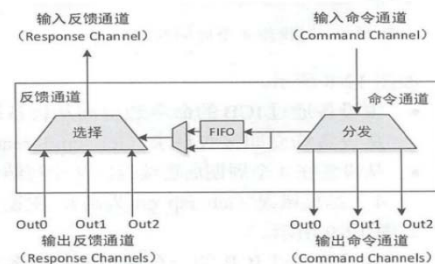 输入反馈通道
（Response Channel）
输入命令通道
（Command Channel）
反馈通道
命令通道
选择
FIFO
分发
Out0 Out1 Out2
Out0 Out1 Out2
输出反馈通道
（Response Channels）
输出命令通道
（Command Channels）